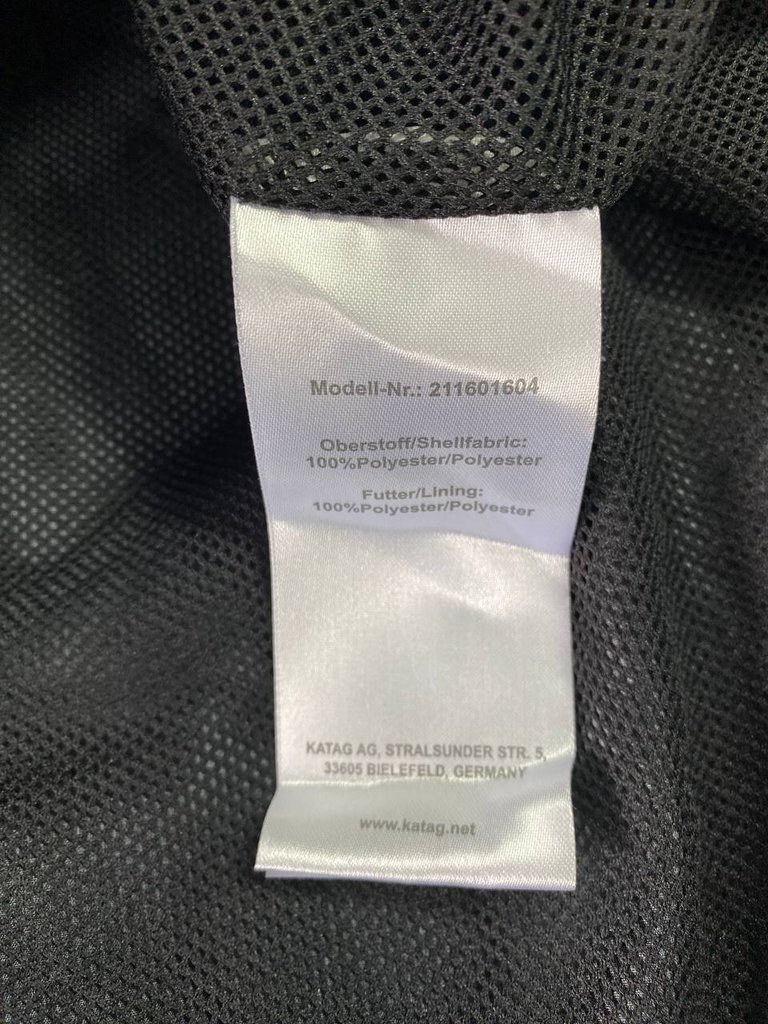 Modell-Nr.: 211601604
Oberstoff/Shellfabric:
100%Polyester/Polyester
Futter/Lining:
100%Polyester/Polyester
KATAG AG, STRALSUNDER STR. 5,
33605 BIELEFELD, GERMANY
www.katag.net